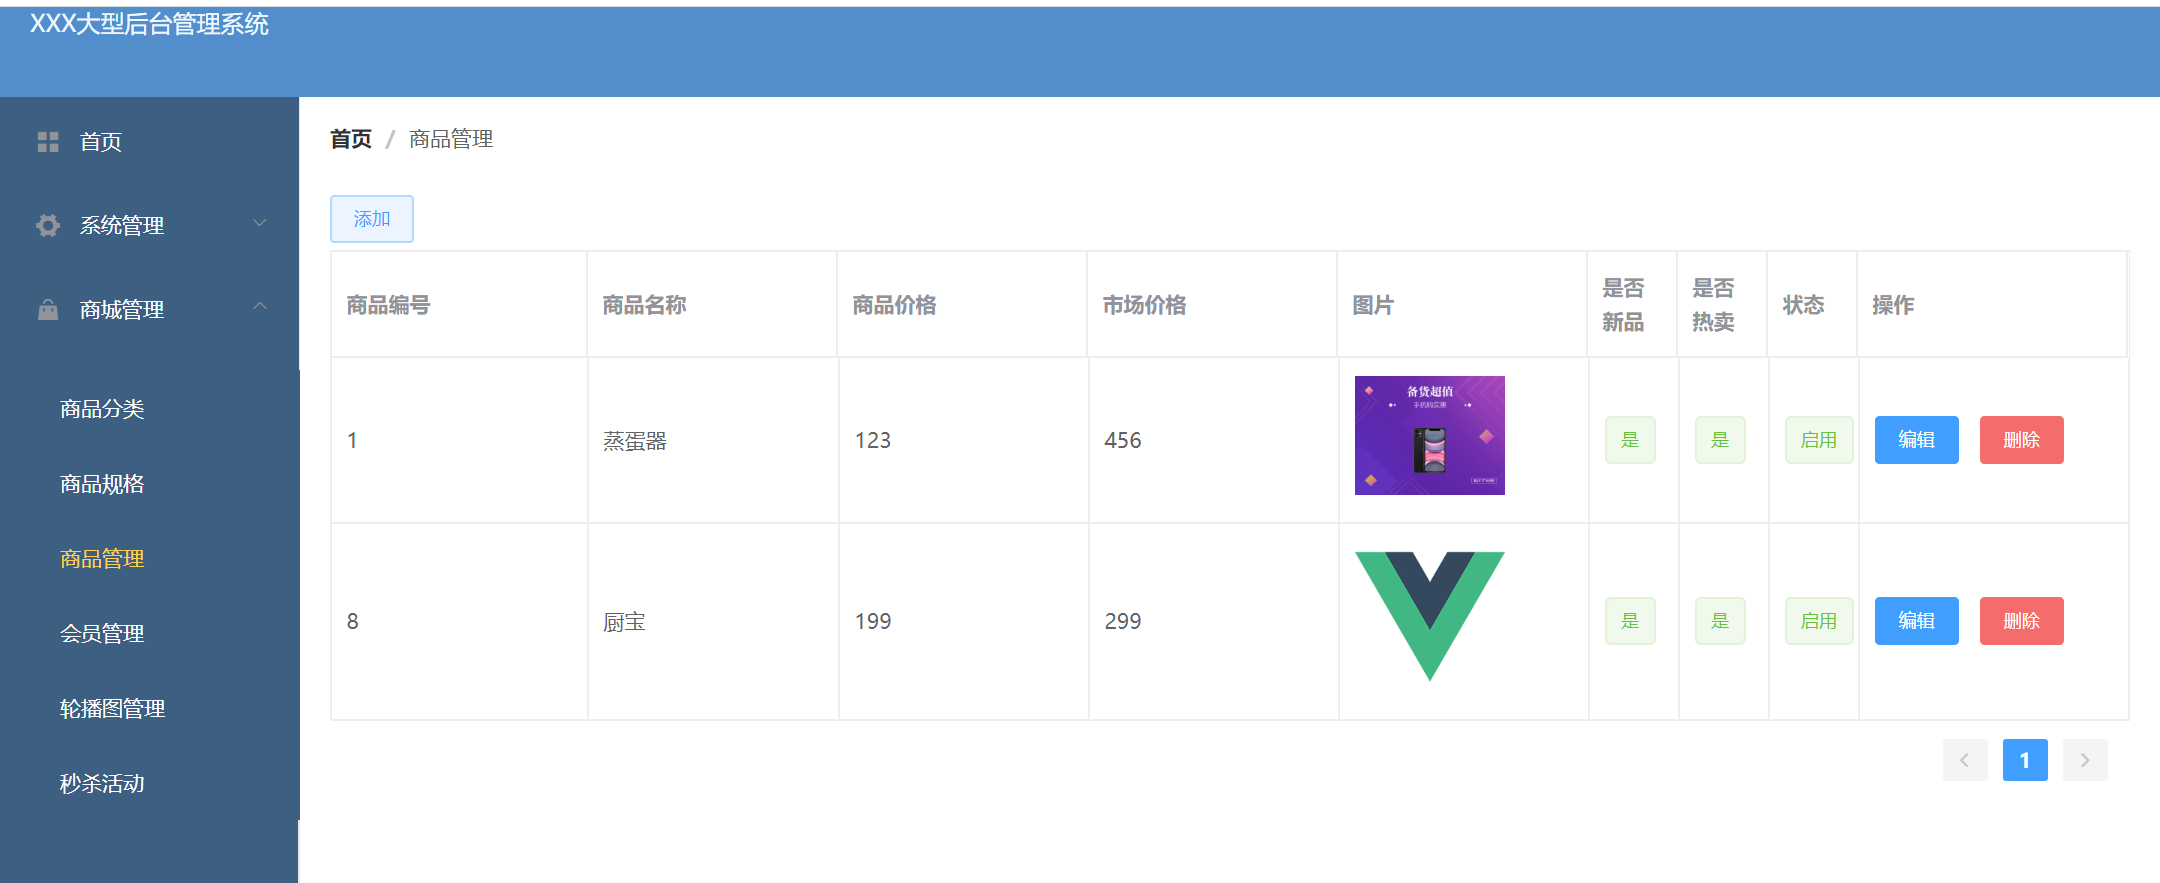 XXX大型后台管理系统
首页
系统管理
商城管理
商品分类
商品规格
商品管理
会员管理
轮播图管理
秒杀活动
首页 / 商品管理
添加
商品编号 商品名称 商品价格 市场价格 图片 是否新品 是否热卖 状态 操作
1 蒸蛋器 123 456 是 是 启用 编辑 删除
备货超值
手机购实惠
8 厨宝 199 299 是 是 启用 编辑 删除
1